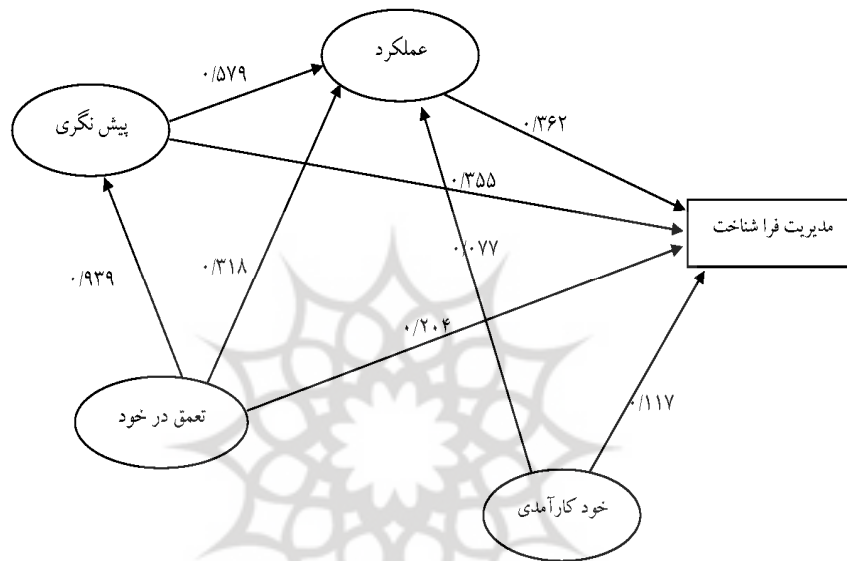 عملکرد
۰/۵۷۹
پیش نگری
۰/۳۶۲
۰/۳۵۵
مدیریت فرا شناخت
۰/۰۷۷
۰/۳۱۸
۰/۹۳۹
۰/۲۰۴
تعمق در خود
۰/۱۱۷
خود کارآمدی